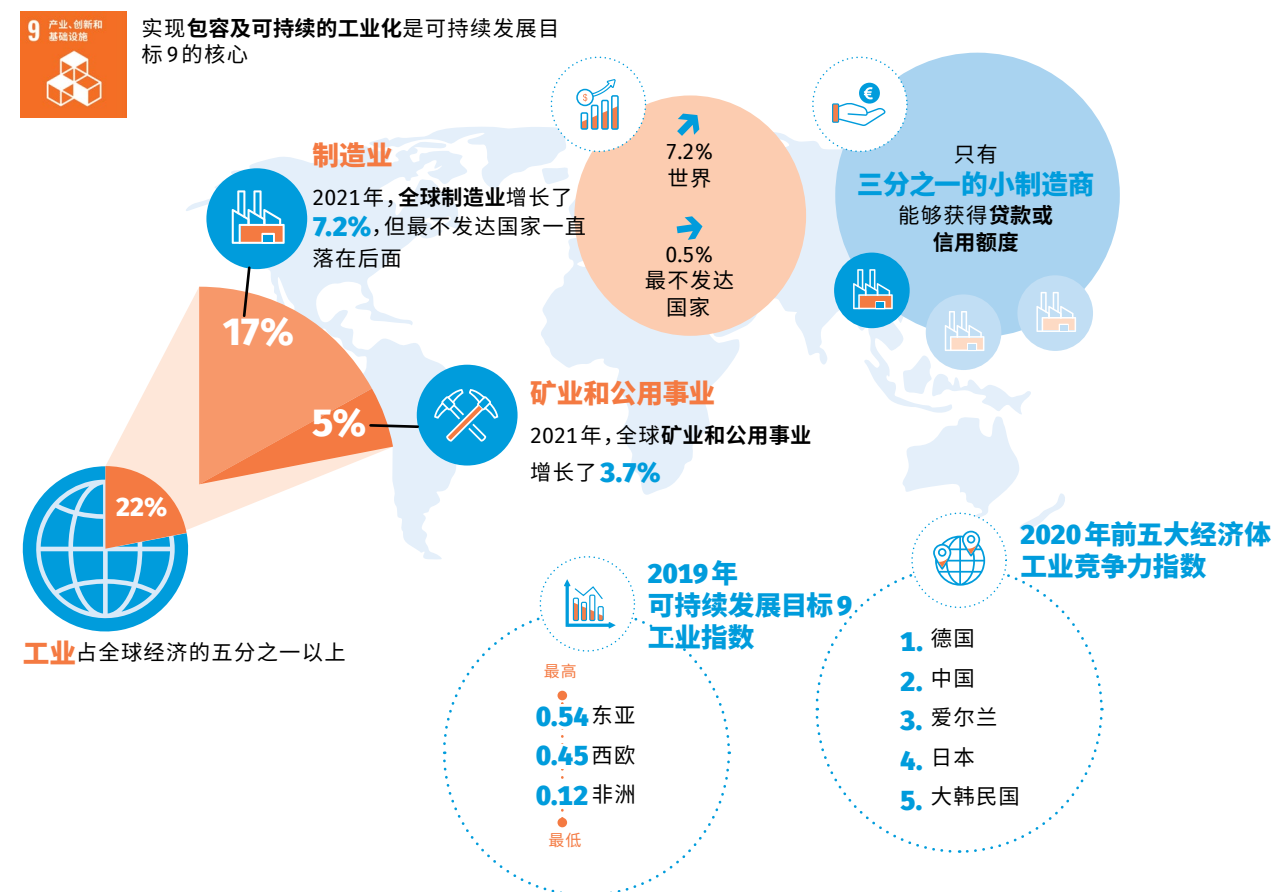 9 产业、创新和
基础设施
实现包容及可持续的工业化是可持续发展目
标9的核心
制造业
2021年，全球制造业增长了
7.2%，但最不发达国家一直
落在后面
$
7.2%
世界
0.5%
最不发达
国家
€
只有
三分之一的小制造商
能够获得贷款或
信用额度
17%
5%
矿业和公用事业
2021年，全球矿业和公用事业
增长了3.7%
22%
工业占全球经济的五分之一以上
2019年
可持续发展目标9
工业指数
最高
0.54 东亚
0.45 西欧
0.12 非洲
最低
2020年前五大经济体
工业竞争力指数
1. 德国
2. 中国
3. 爱尔兰
4. 日本
5. 大韩民国